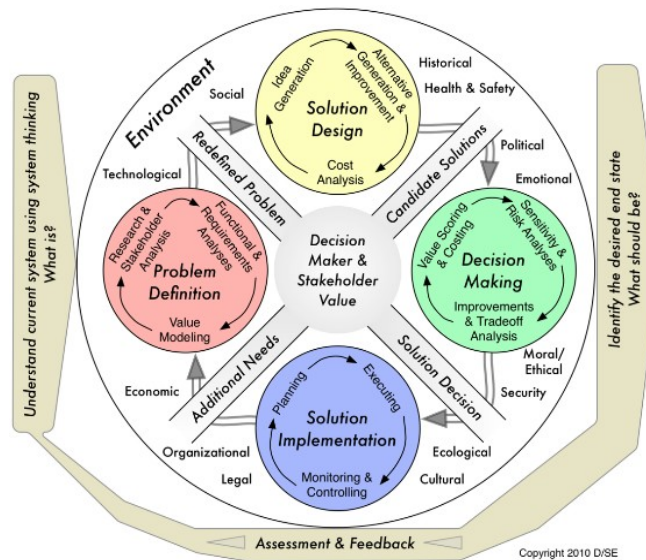 Environment
Social
Historical
Health & Safety
Political
Emotional
Technological
Moral/
Ethical
Security
Economic
Organizational
Legal
Ecological
Cultural
Idea
Generation
Alternative
Generation &
Improvement
Solution
Design
Cost
Analysis
Redefined Problem
Candidate Solutions
Research &
Stakeholder
Analysis
Functional &
Requirements
Analyses
Problem
Definition
Value
Modeling
Decision
Maker &
Stakeholder
Value
Value Scoring
& Costing
Sensitivity &
Risk Analyses
Decision
Making
Improvements
& Tradeoff
Analysis
Additional Needs
Solution Decision
Planning
Executing
Solution
Implementation
Monitoring &
Controlling
Understand current system using system thinking
What is?
Identify the desired end state
What should be?
Assessment & Feedback
Copyright 2010 D/SE